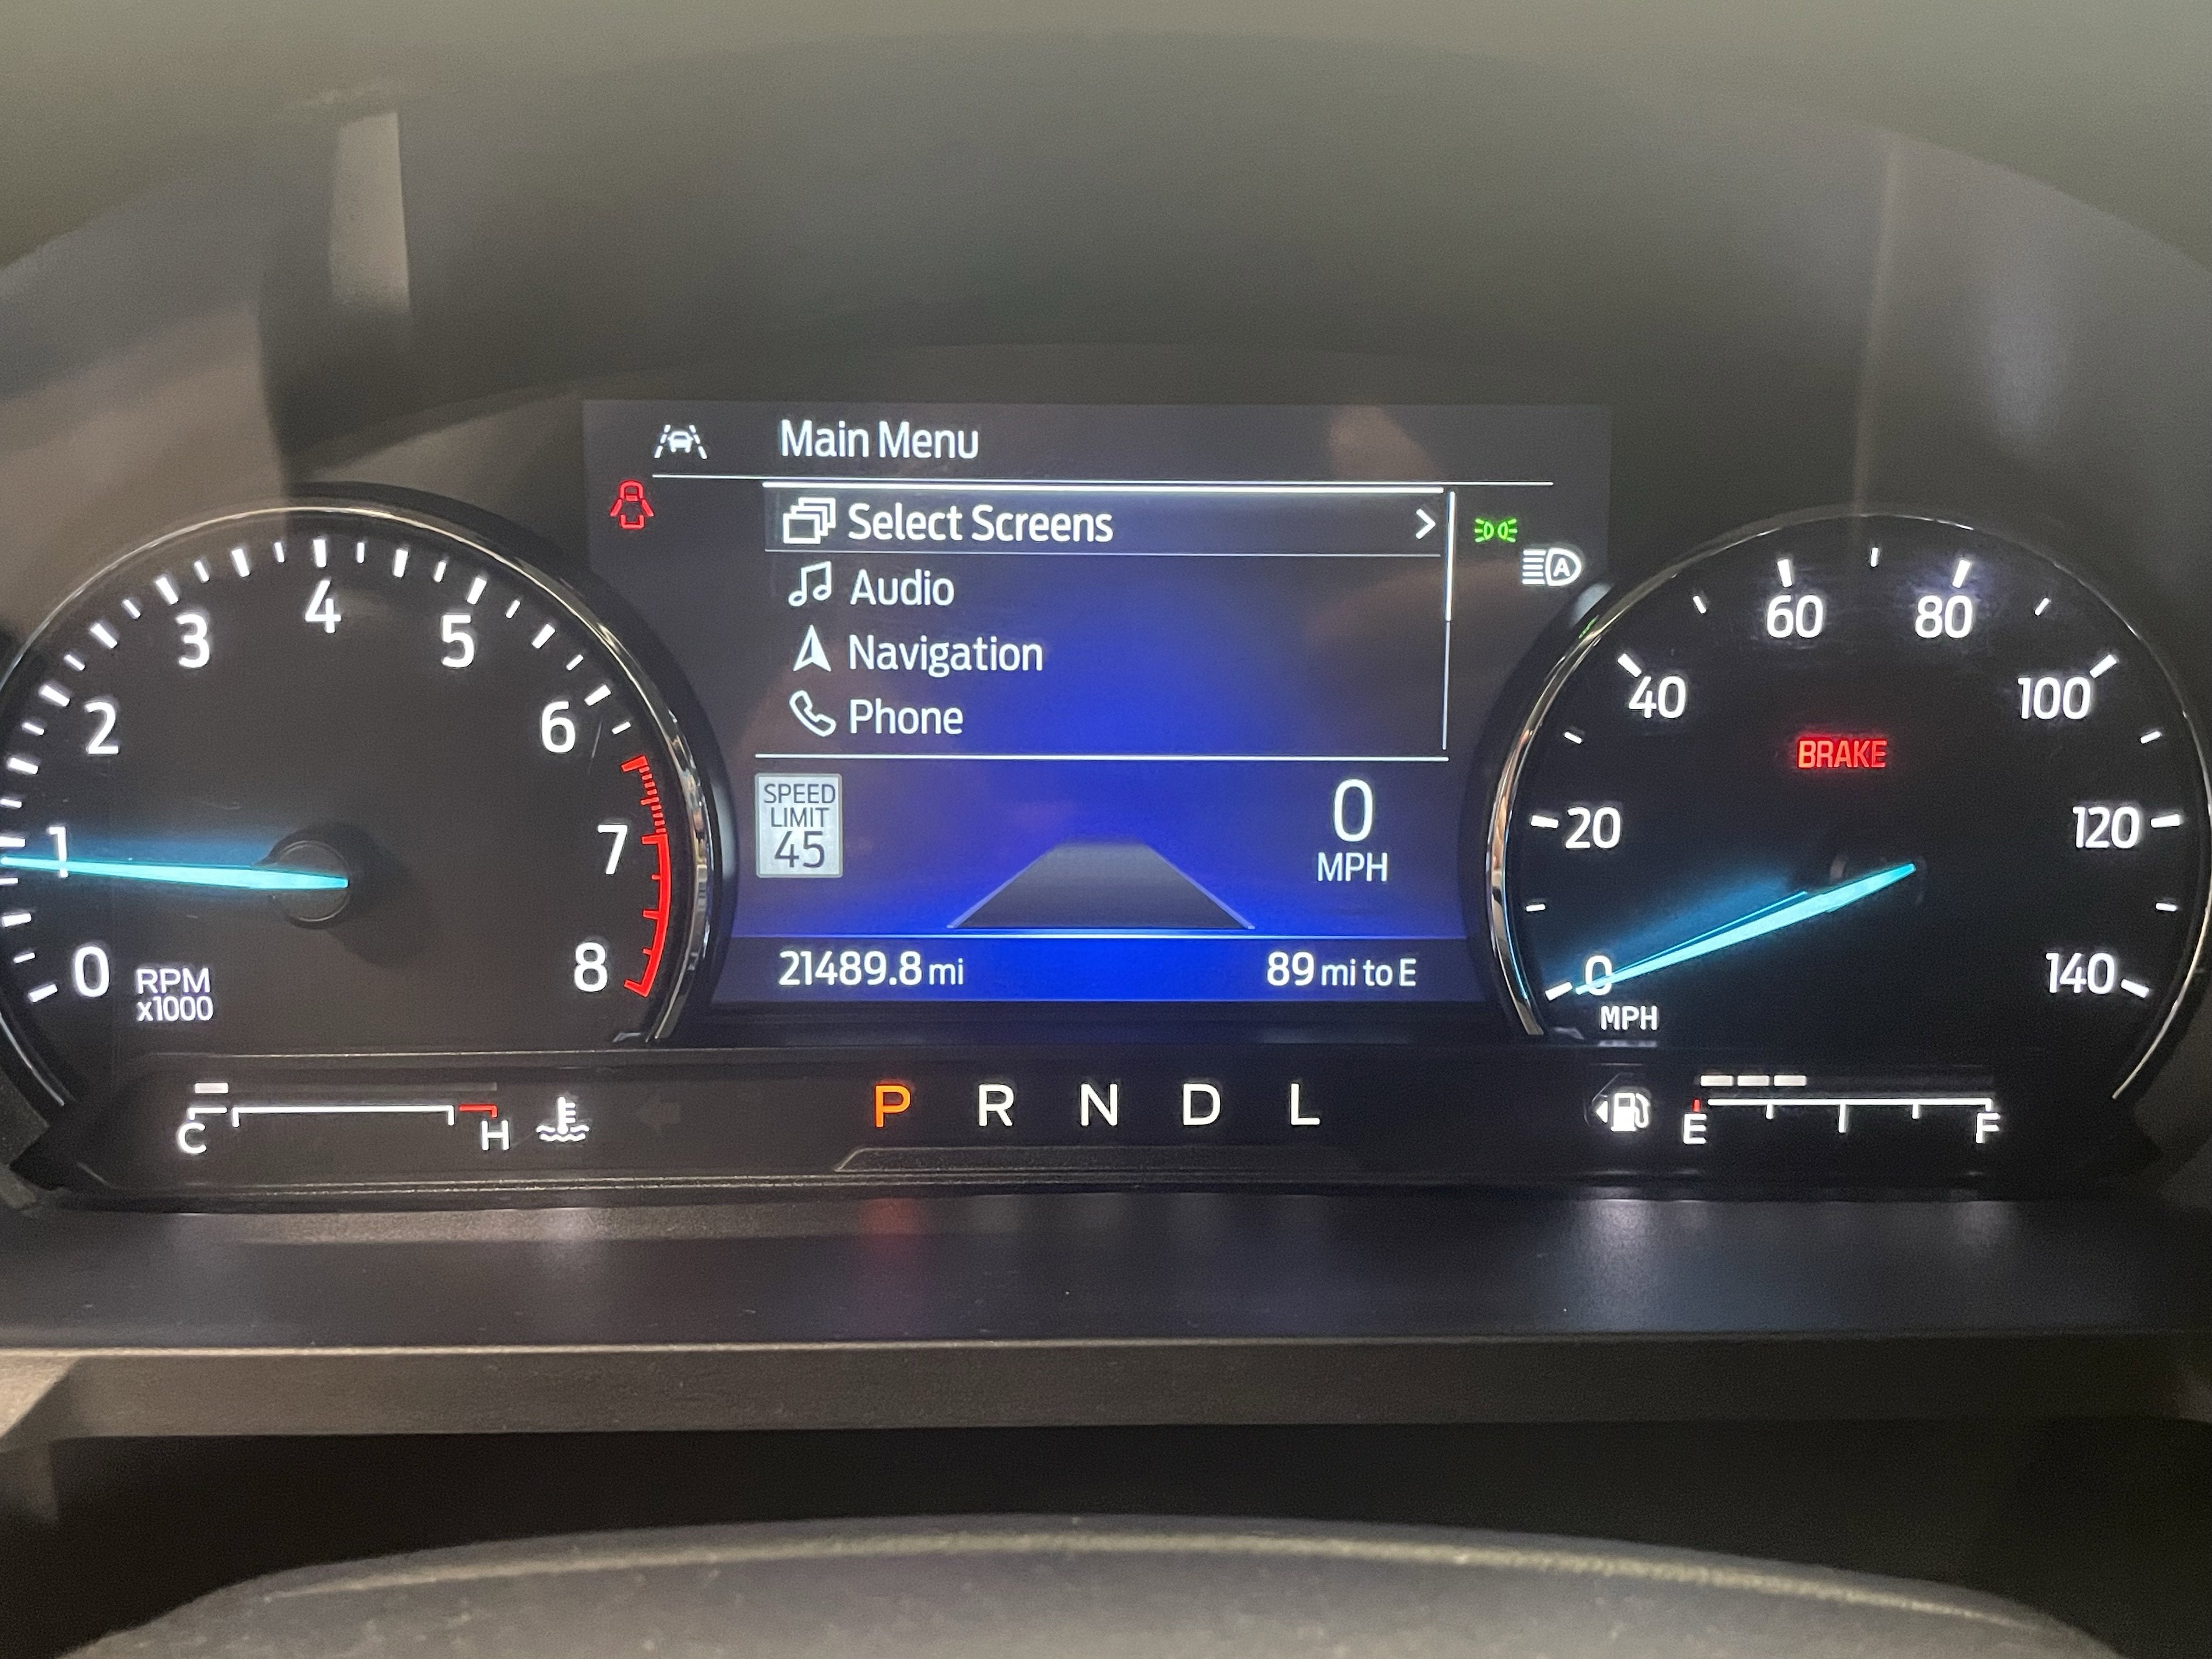 Main Menu
Select Screens
Audio
Navigation
Phone
SPEED
LIMIT
45
0
MPH
21489.8 mi
89 mi to E
0
1
2
3
4
5
6
7
8
RPM
x1000
0
20
40
60
80
100
120
140
MPH
BRAKE
A
C
H
P R N D L
E
F